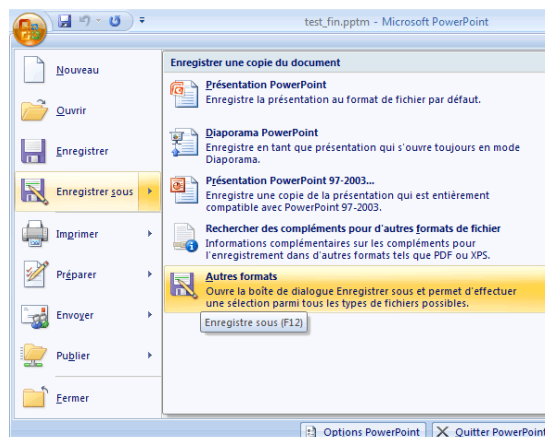 test_fin.pptm - Microsoft PowerPoint
Nouveau
Ouvrir
Enregistrer
Enregistrer sous
Imprimer
Préparer
Envoyer
Publier
Fermer
Enregistrer une copie du document
Présentation PowerPoint
Enregistre la présentation au format de fichier par défaut.
Diaporama PowerPoint
Enregistre en tant que présentation qui s'ouvre toujours en mode
Diaporama.
Présentation PowerPoint 97-2003...
Enregistre une copie de la présentation qui est entièrement
compatible avec PowerPoint 97-2003.
Rechercher des compléments pour d'autres formats de fichier
Informations complémentaires sur les compléments pour
l'enregistrement dans d'autres formats tels que PDF ou XPS.
Autres formats
Ouvre la boîte de dialogue Enregistrer sous et permet d'effectuer
une sélection parmi tous les types de fichiers possibles.
Enregistre sous (F12)
Options PowerPoint
Quitter PowerPoint